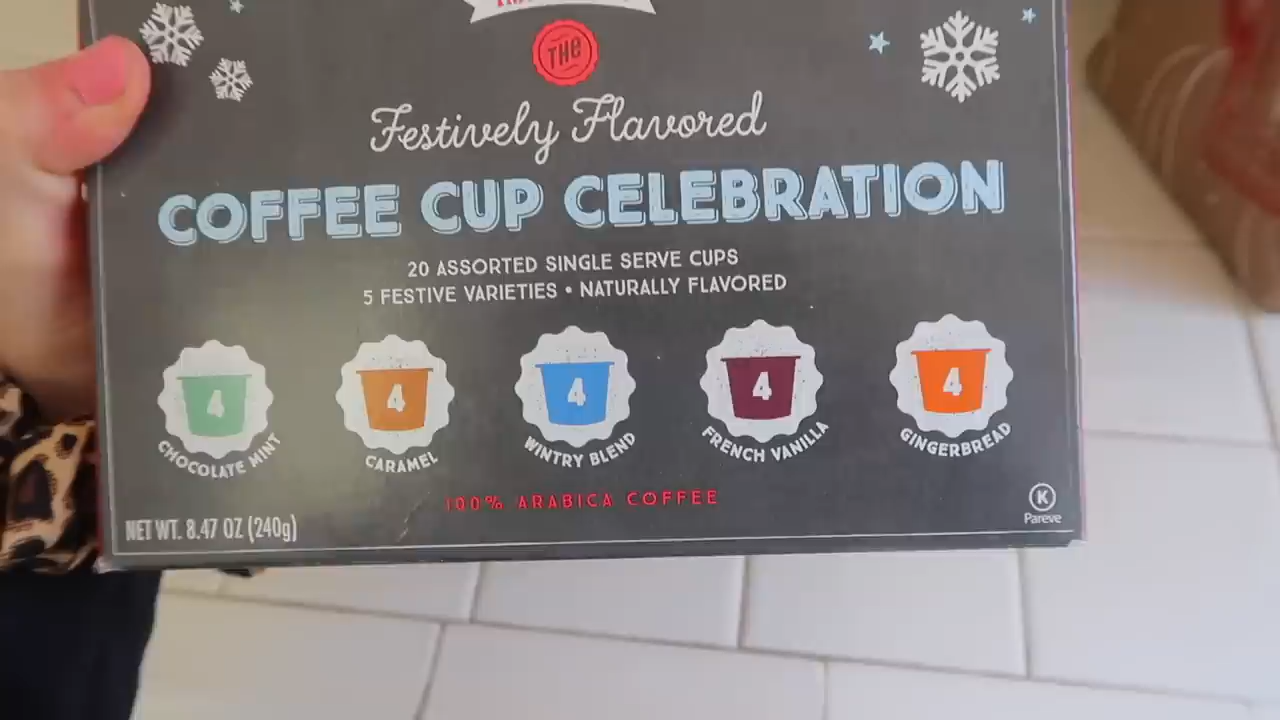 THE
Festively Flavored
COFFEE CUP CELEBRATION
20 ASSORTED SINGLE SERVE CUPS
5 FESTIVE VARIETIES • NATURALLY FLAVORED
4 4 4 4 4
CHOCOLATE MINT CARAMEL WINTRY BLEND FRENCH VANILLA GINGERBREAD
100% ARABICA COFFEE
K
Pareve
NET WT. 8.47 OZ (240g)